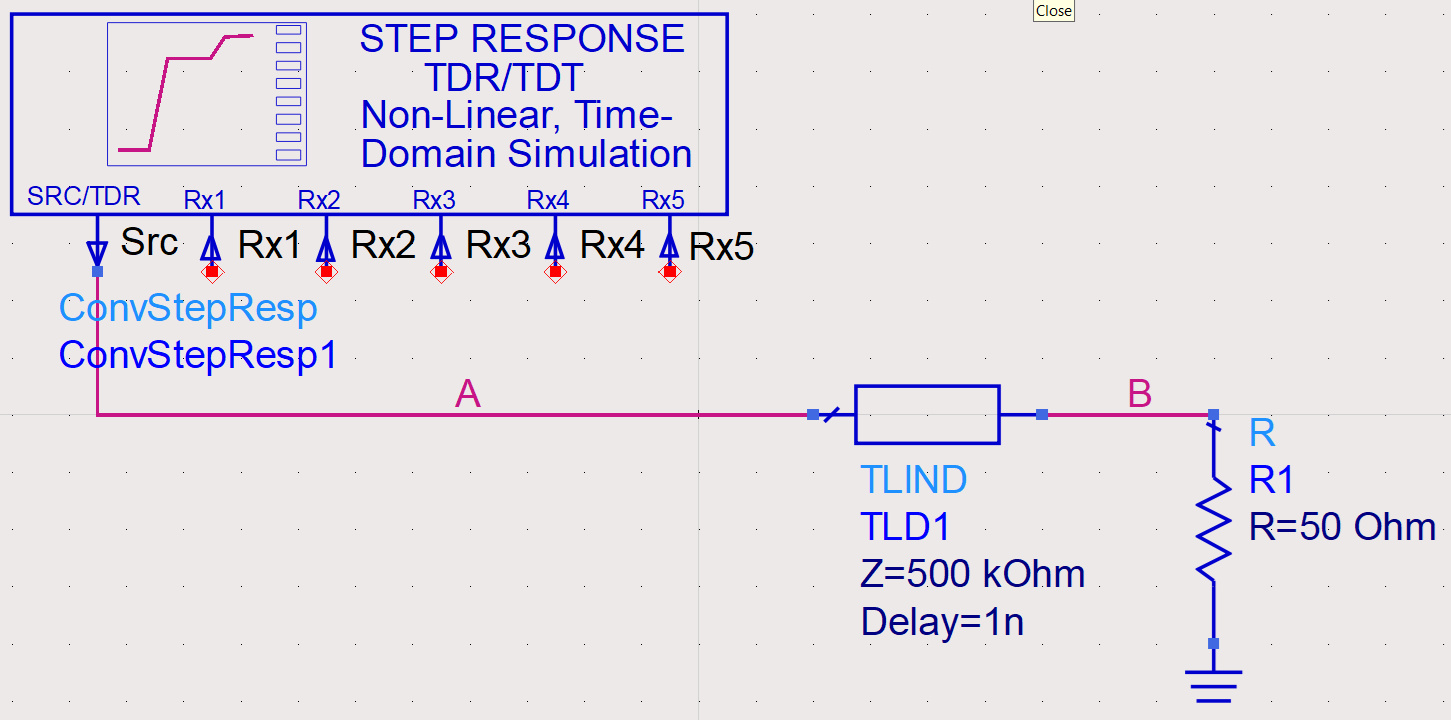 Close
STEP RESPONSE
TDR/TDT
Non-Linear, Time-
Domain Simulation
SRC/TDR Rx1 Rx2 Rx3 Rx4 Rx5
Src Rx1 Rx2 Rx3 Rx4 Rx5
ConvStepResp
ConvStepResp1
A
B
TLIND
TLD1
Z=500 kOhm
Delay=1n
R
R1
R=50 Ohm